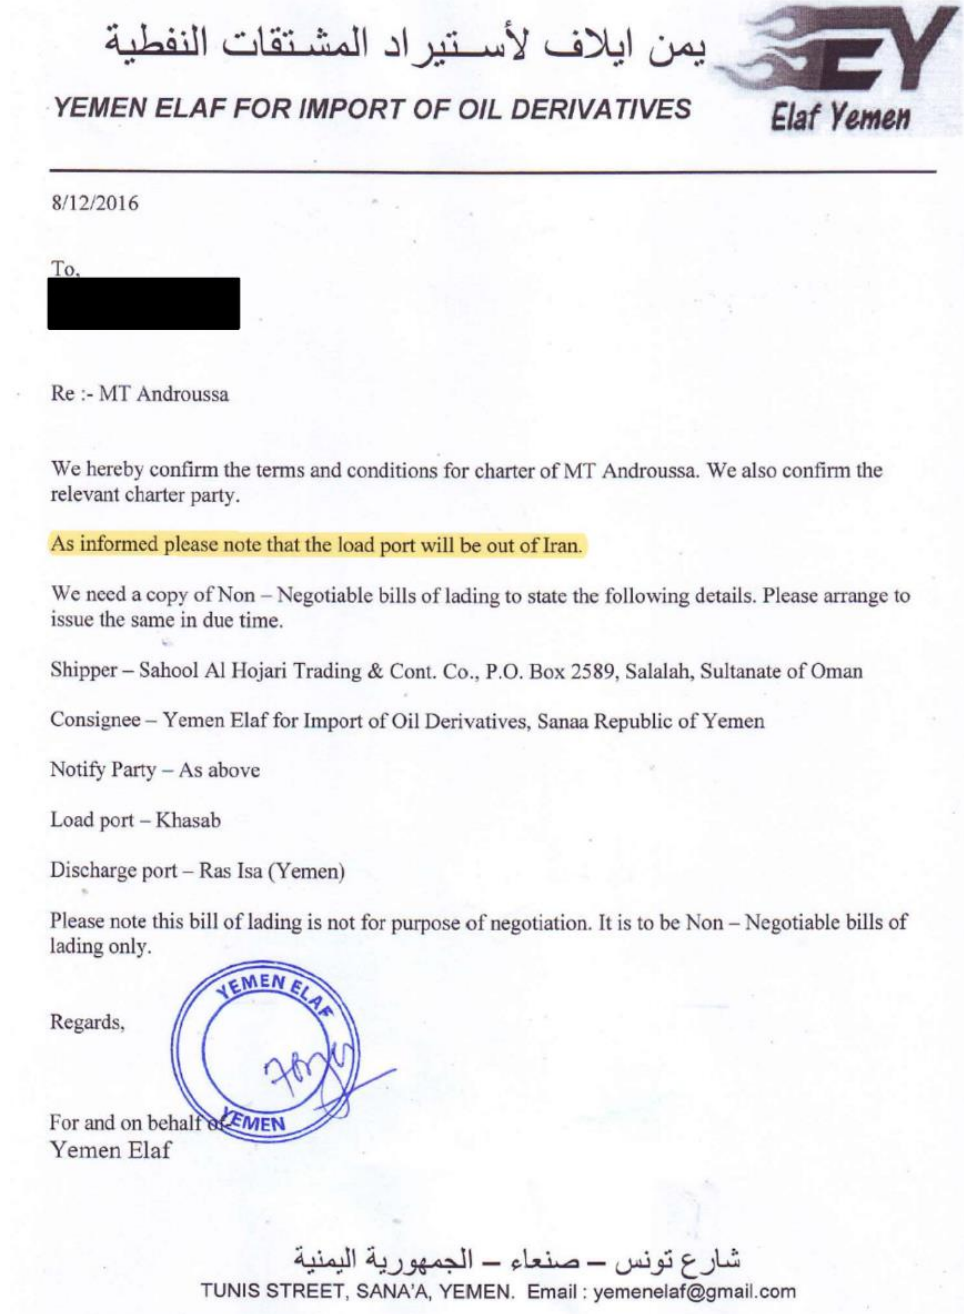 يمن ايلاف لأستيراد المشتقات النفطية
YEMEN ELAF FOR IMPORT OF OIL DERIVATIVES
EY
Elaf Yemen
8/12/2016
To,
Re :- MT Androussa
We hereby confirm the terms and conditions for charter of MT Androussa. We also confirm the
relevant charter party.
As informed please note that the load port will be out of Iran.
We need a copy of Non – Negotiable bills of lading to state the following details. Please arrange to
issue the same in due time.
Shipper – Sahool Al Hojari Trading & Cont. Co., P.O. Box 2589, Salalah, Sultanate of Oman
Consignee – Yemen Elaf for Import of Oil Derivatives, Sanaa Republic of Yemen
Notify Party – As above
Load port – Khasab
Discharge port – Ras Isa (Yemen)
Please note this bill of lading is not for purpose of negotiation. It is to be Non – Negotiable bills of
lading only.
YEMEN ELAF
Regards,
YEMEN
For and on behalf of
Yemen Elaf
شارع تونس – صنعاء – الجمهورية اليمنية
TUNIS STREET, SANA'A, YEMEN. Email : yemenelaf@gmail.com